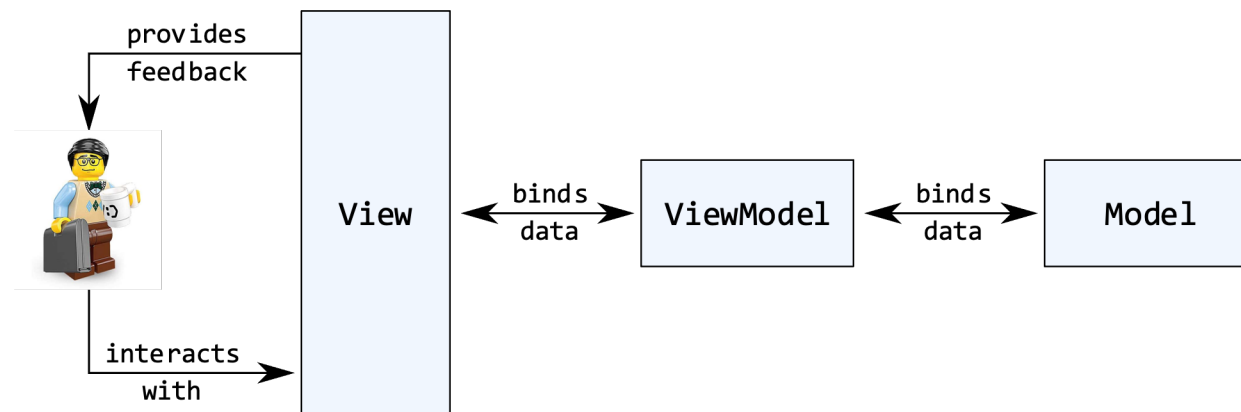 provides
feedback
View
binds
data
ViewModel
binds
data
Model
interacts
with